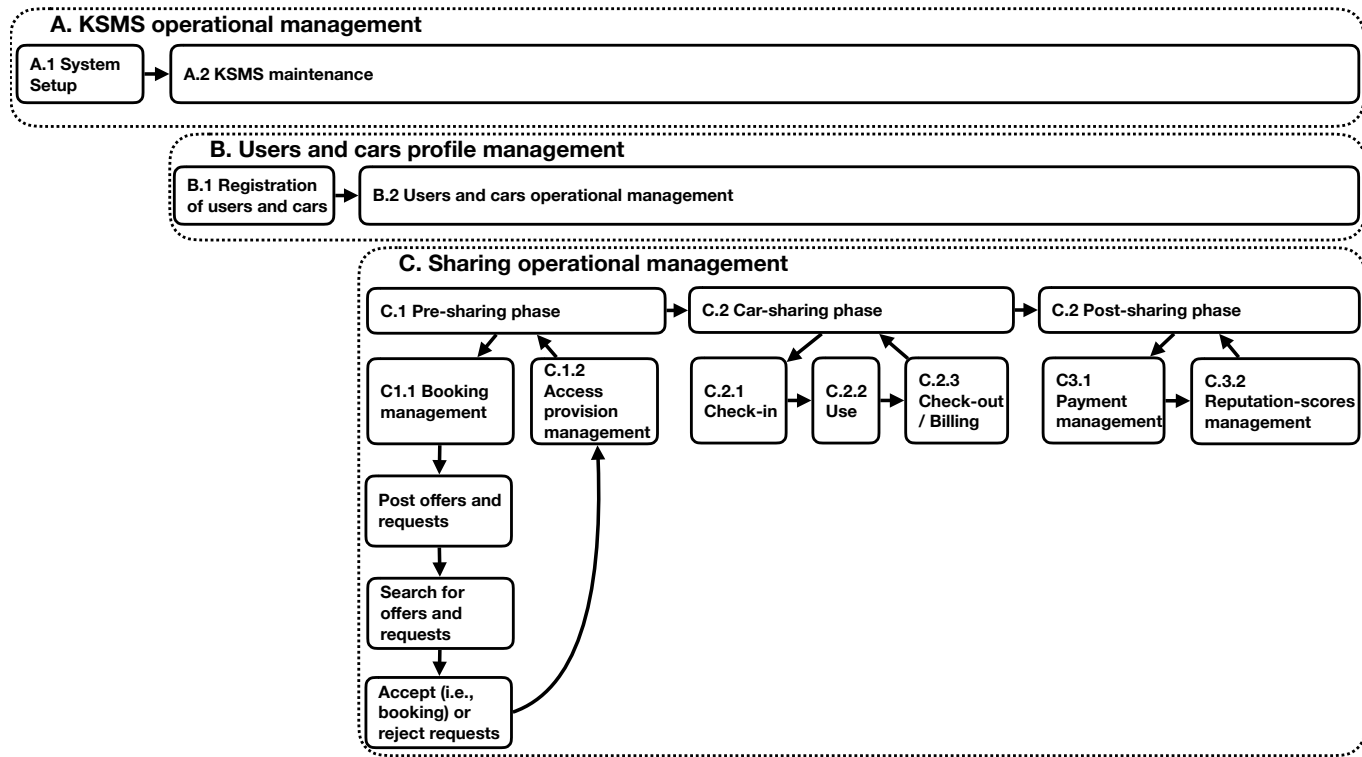 A. KSMS operational management
A.1 System
Setup
A.2 KSMS maintenance
B. Users and cars profile management
B.1 Registration
of users and cars
B.2 Users and cars operational management
C. Sharing operational management
C.1 Pre-sharing phase
C.2 Car-sharing phase
C.2 Post-sharing phase
C1.1 Booking
management
C.1.2
Access
provision
management
C.2.1
Check-in
C.2.2
Use
C.2.3
Check-out
/ Billing
C3.1
Payment
management
C.3.2
Reputation-scores
management
Post offers and
requests
Search for
offers and
requests
Accept (i.e.,
booking) or
reject requests